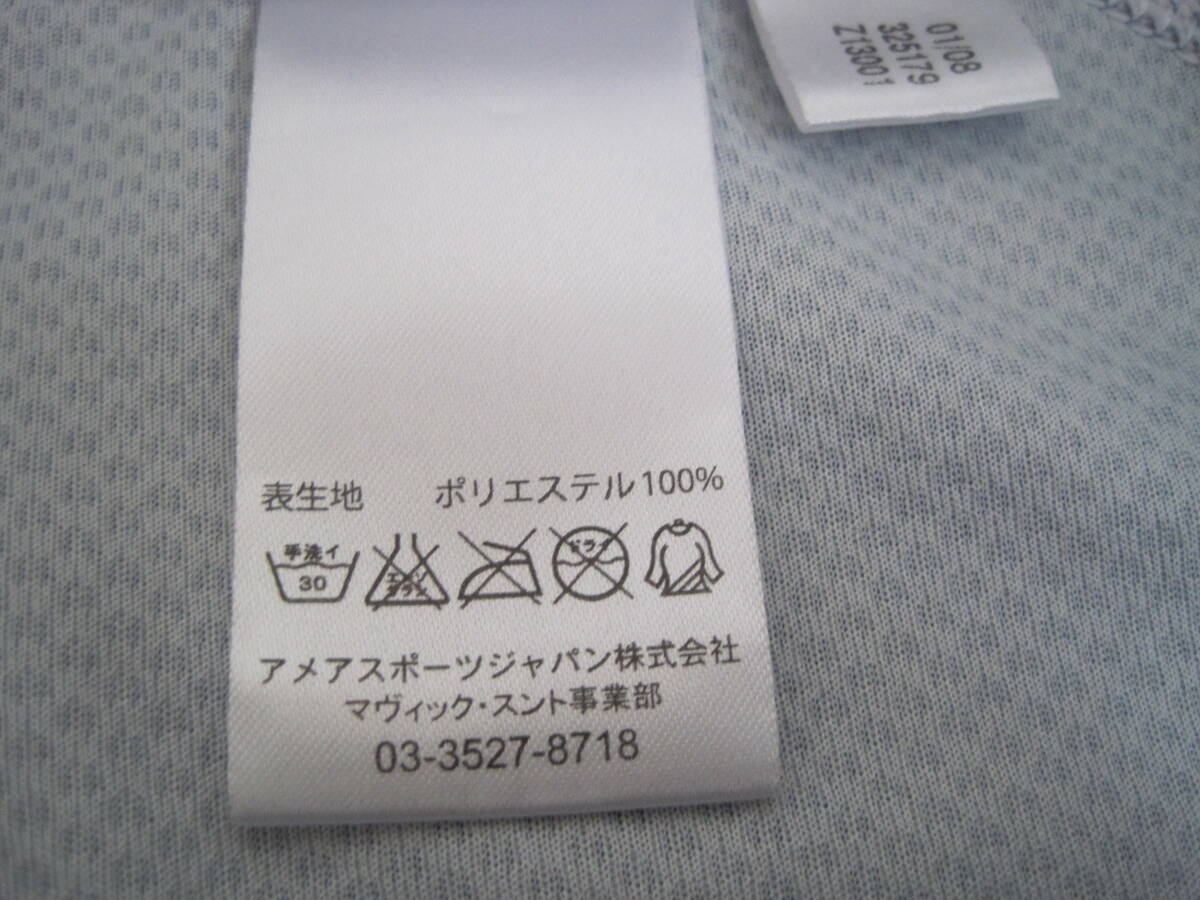 01/08
325179
Z13001
表生地 ポリエステル100%
手洗イ
30
エンソ
サラシ
ドライ
アメアスポーツジャパン株式会社
マヴィック・スント事業部
03-3527-8718